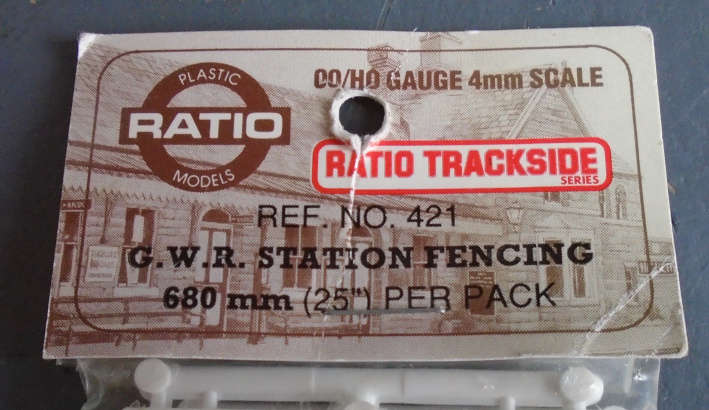 PLASTIC
RATIO
MODELS
OO/HO GAUGE 4mm SCALE
RATIO TRACKSIDE
SERIES
REF. NO. 421
G.W.R. STATION FENCING
680 mm (25") PER PACK